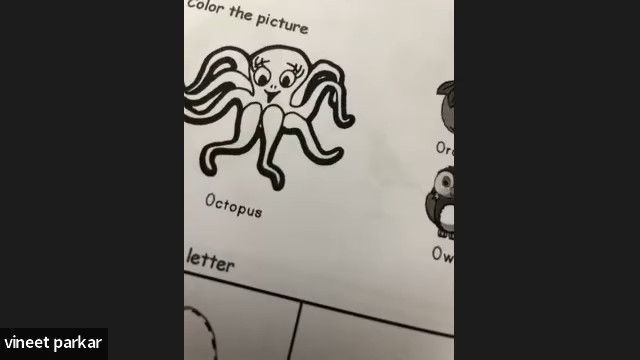 Color the picture
Octopus
letter
vineet parkar